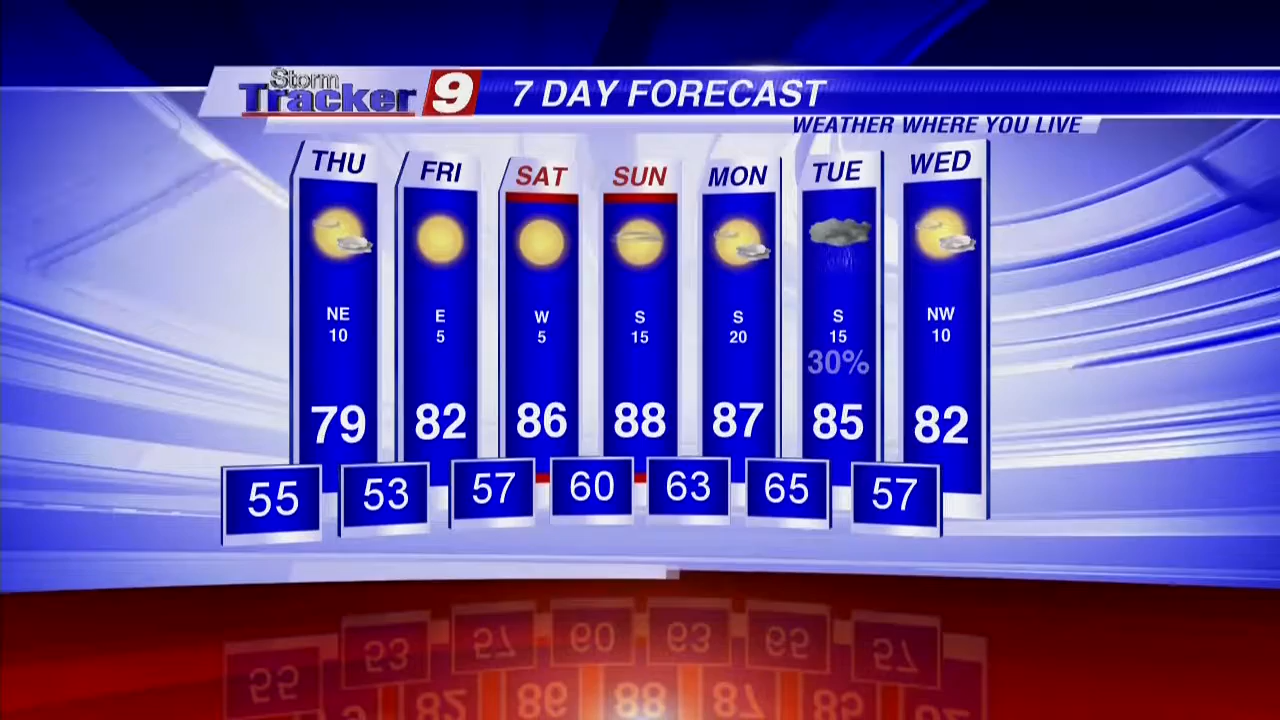 Storm
Tracker 9
7 DAY FORECAST
WEATHER WHERE YOU LIVE
THU FRI SAT SUN MON TUE WED
NE E W S S S NW
10 5 5 15 20 15 10
30%
79 82 86 88 87 85 82
55 53 57 60 63 65 57